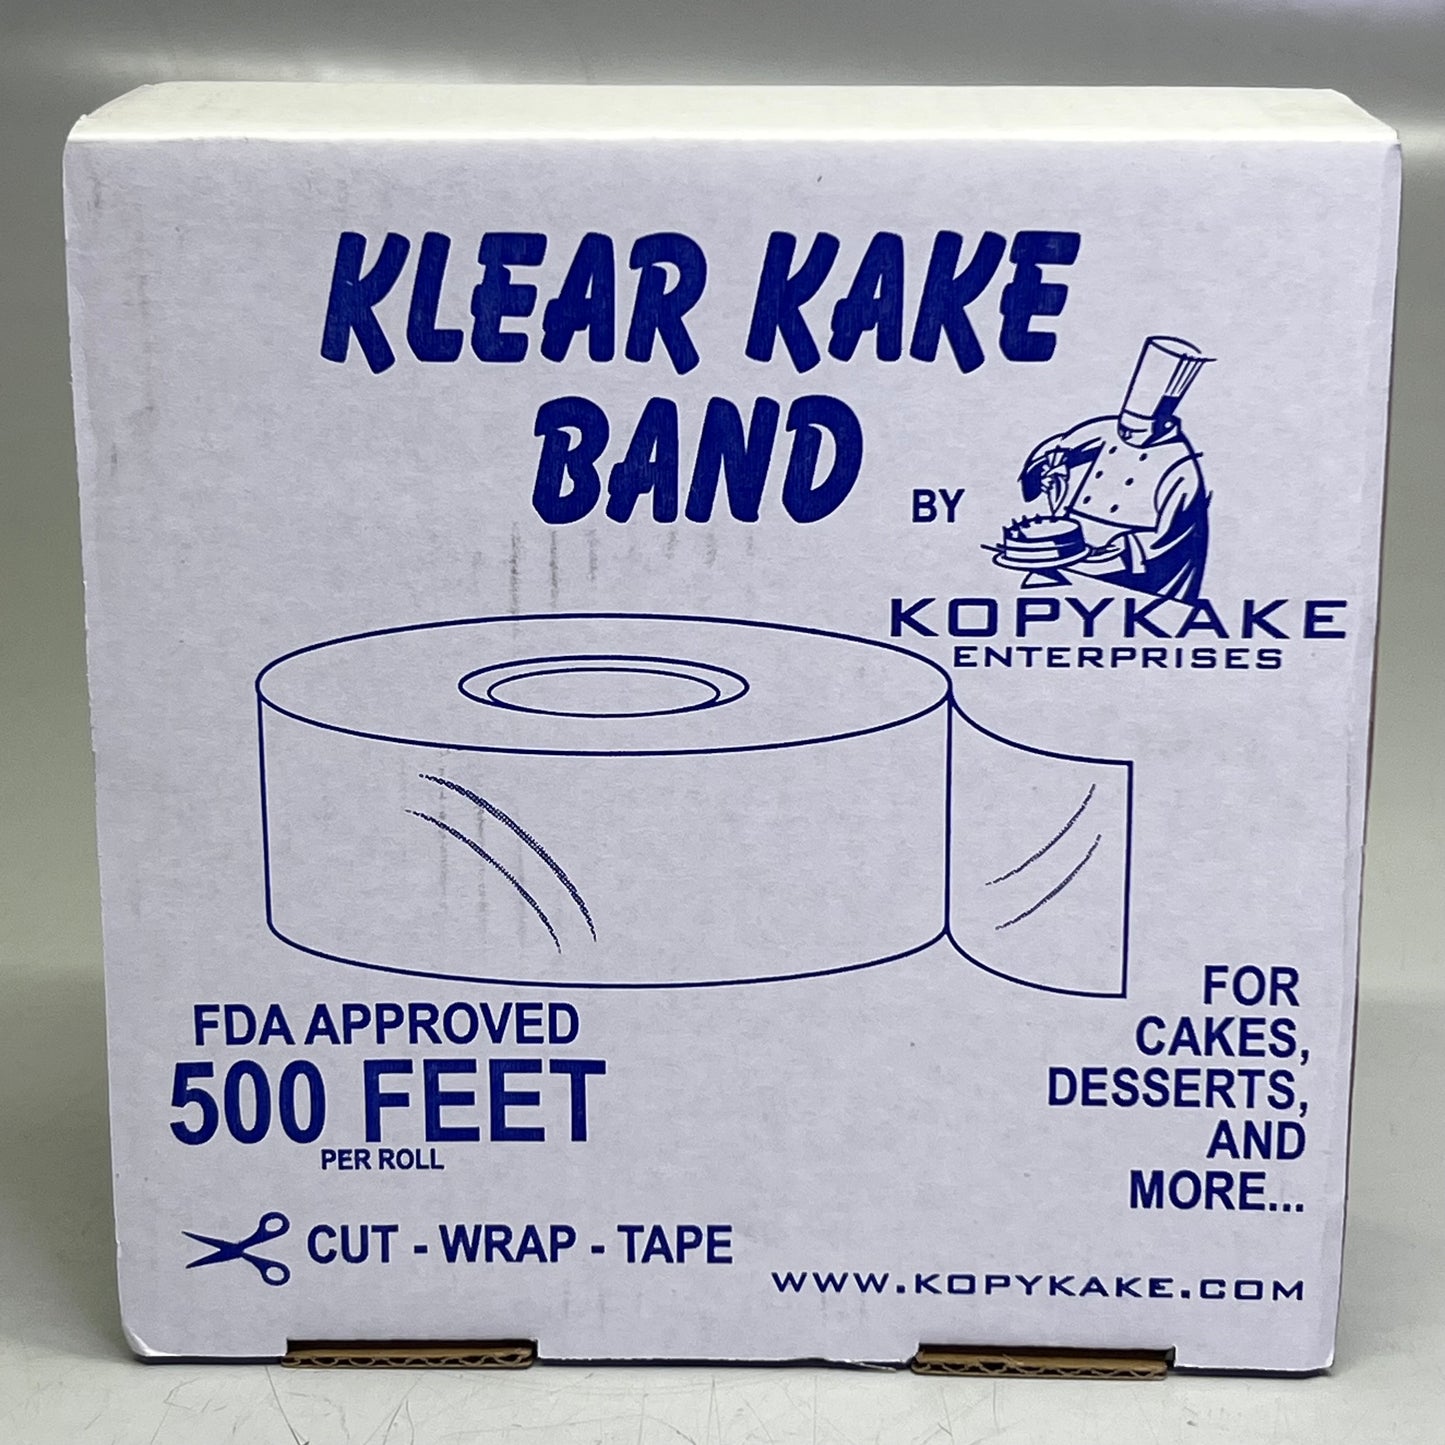 KLEAR KAKE
BAND
BY
KOPYKAKE
ENTERPRISES
FDA APPROVED
500 FEET
PER ROLL
FOR
CAKES,
DESSERTS,
AND
MORE...
CUT - WRAP - TAPE
WWW.KOPYKAKE.COM